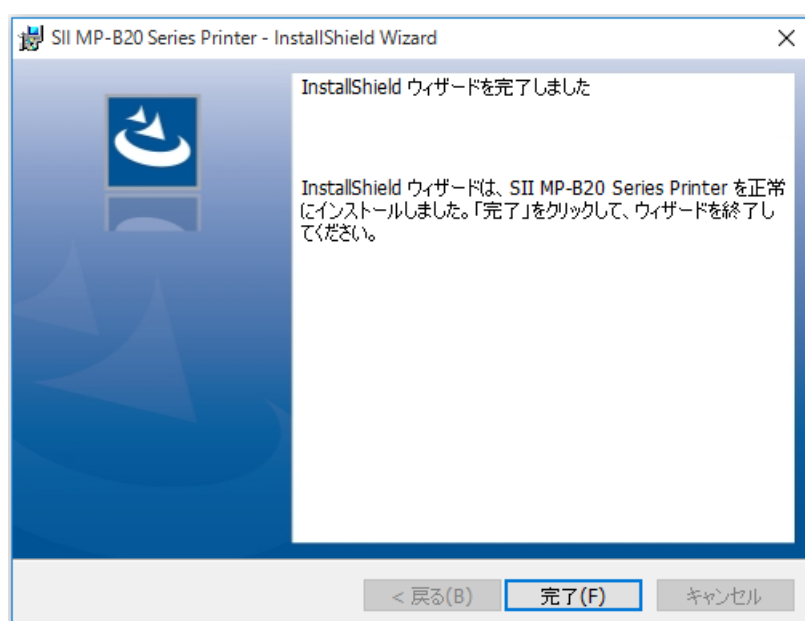 SII MP-B20 Series Printer - InstallShield Wizard
InstallShield ウィザードを完了しました
InstallShield ウィザードは、SII MP-B20 Series Printer を正常
にインストールしました。「完了」をクリックして、ウィザードを終了し
てください。
< 戻る(B)
完了(F)
キャンセル